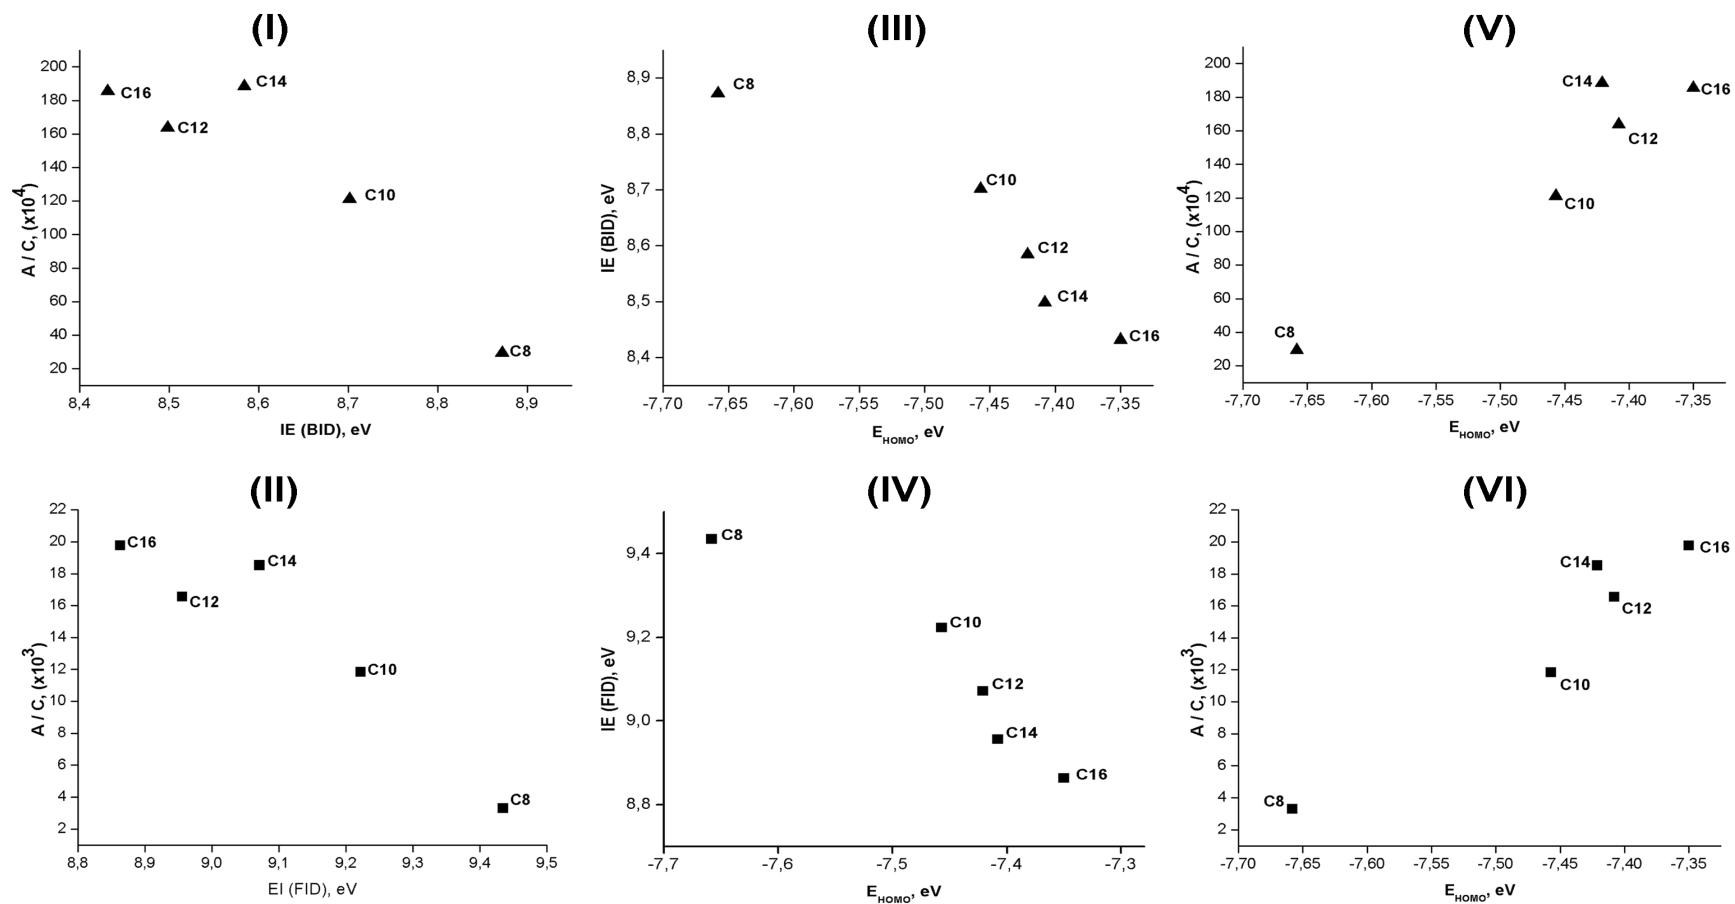 (I)
200
180
160
140
120
100
80
60
40
20
A / C, (x10⁴)
C16
C14
C12
C10
C8
8,4 8,5 8,6 8,7 8,8 8,9
IE (BID), eV
(III)
8,9
8,8
8,7
8,6
8,5
8,4
IE (BID), eV
C8
C10
C12
C14
C16
-7,70 -7,65 -7,60 -7,55 -7,50 -7,45 -7,40 -7,35
E_HOMO, eV
(V)
200
180
160
140
120
100
80
60
40
20
A / C, (x10⁴)
C14
C16
C12
C10
C8
-7,70 -7,65 -7,60 -7,55 -7,50 -7,45 -7,40 -7,35
E_HOMO, eV
(II)
22
20
18
16
14
12
10
8
6
4
2
A / C, (x10³)
C16
C14
C12
C10
C8
8,8 8,9 9,0 9,1 9,2 9,3 9,4 9,5
EI (FID), eV
(IV)
9,4
9,2
9,0
8,8
IE (FID), eV
C8
C10
C12
C14
C16
-7,7 -7,6 -7,5 -7,4 -7,3
E_HOMO, eV
(VI)
22
20
18
16
14
12
10
8
6
4
2
A / C, (x10³)
C16
C14
C12
C10
C8
-7,70 -7,65 -7,60 -7,55 -7,50 -7,45 -7,40 -7,35
E_HOMO, eV